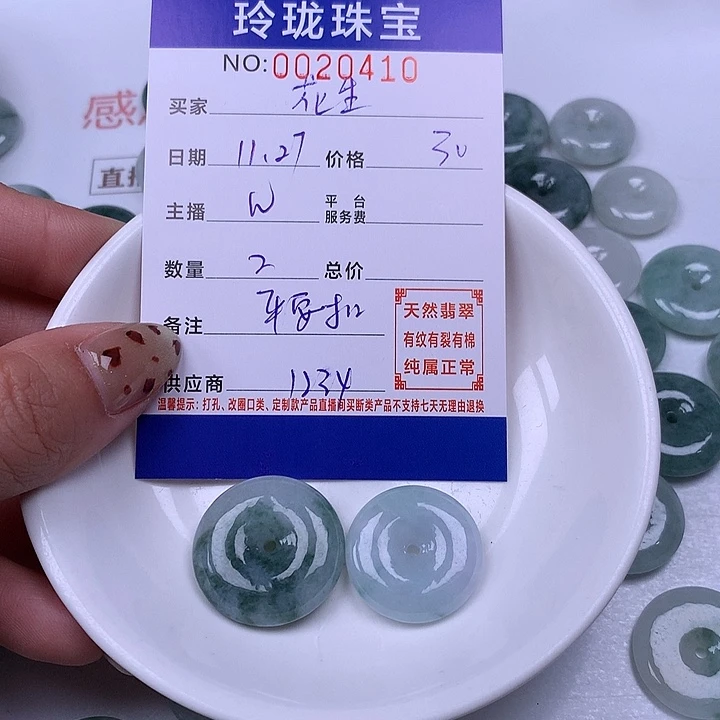 玲珑珠宝
NO:0020410
感
直播
买家 花生
日期 11.27 价格 30
主播 W 平台服务费
数量 2 总价
备注 平安扣
天然翡翠
有纹有裂有棉
纯属正常
供应商 1234
温馨提示:打孔、改圈口类、定制款产品直播间买断类产品不支持七天无理由退换